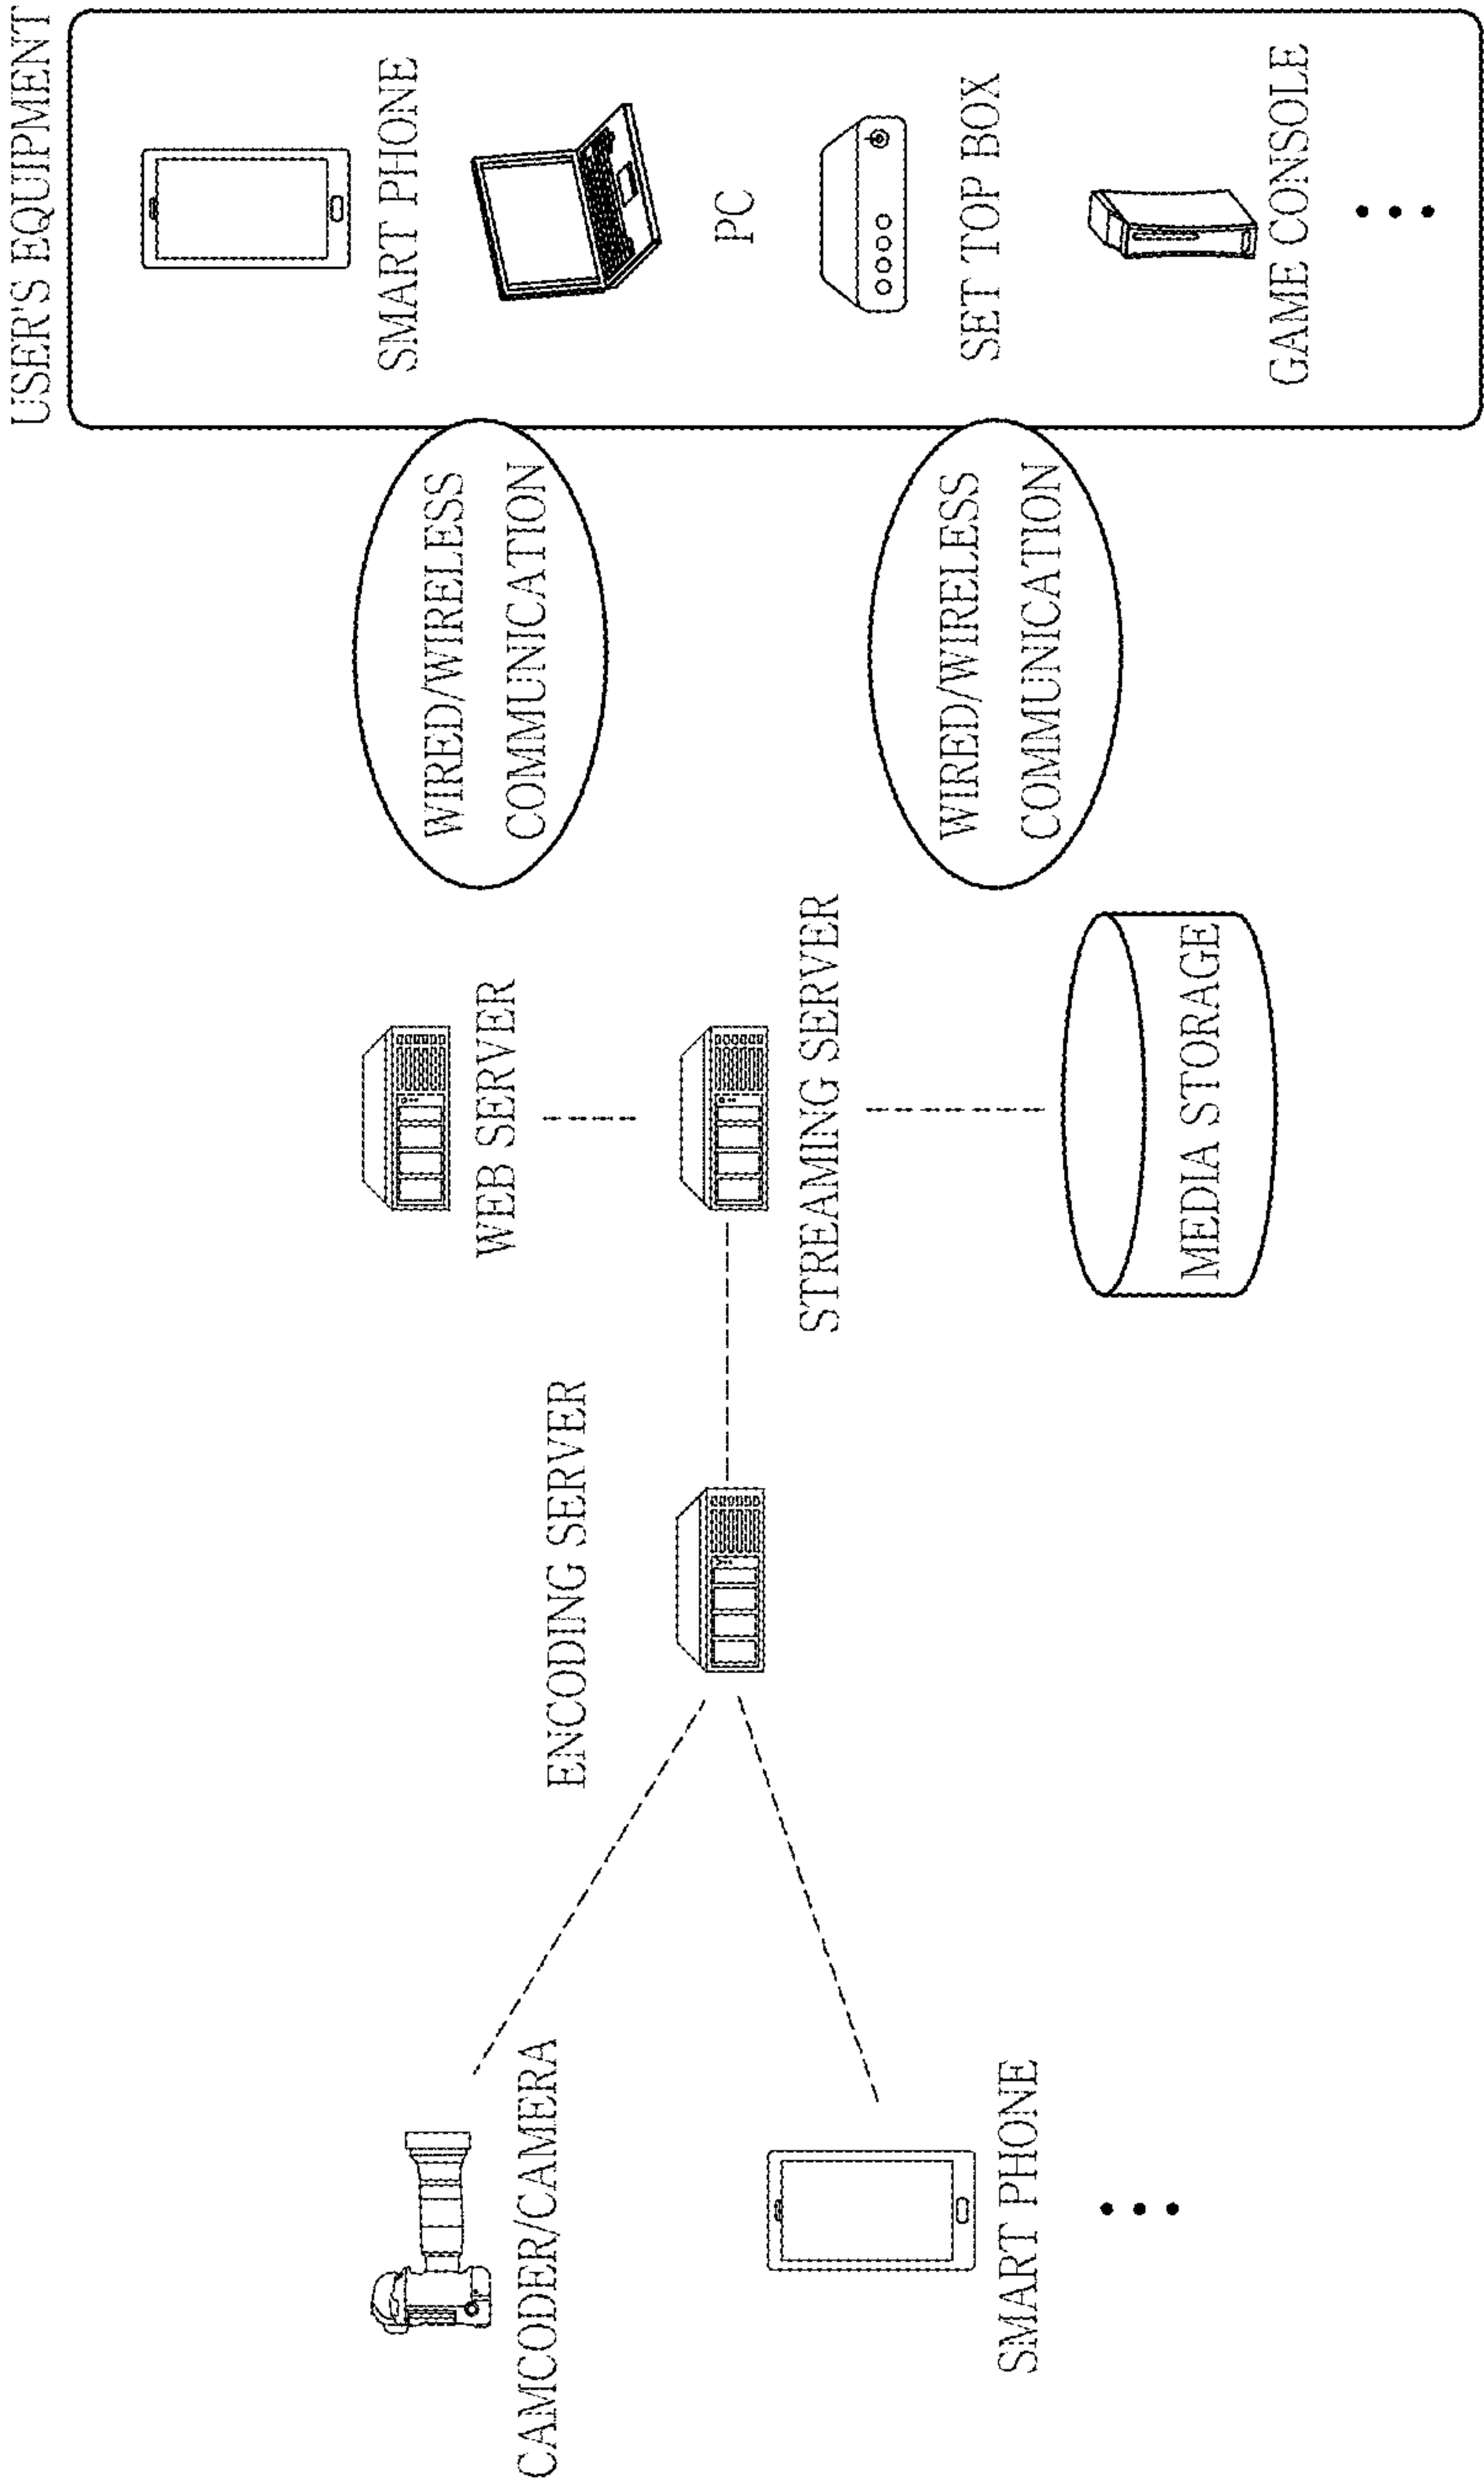 USER'S EQUIPMENT
SMART PHONE
PC
SET TOP BOX
GAME CONSOLE
WIRED/WIRELESS
COMMUNICATION
WIRED/WIRELESS
COMMUNICATION
WEB SERVER
STREAMING SERVER
MEDIA STORAGE
ENCODING SERVER
CAMCODER/CAMERA
SMART PHONE